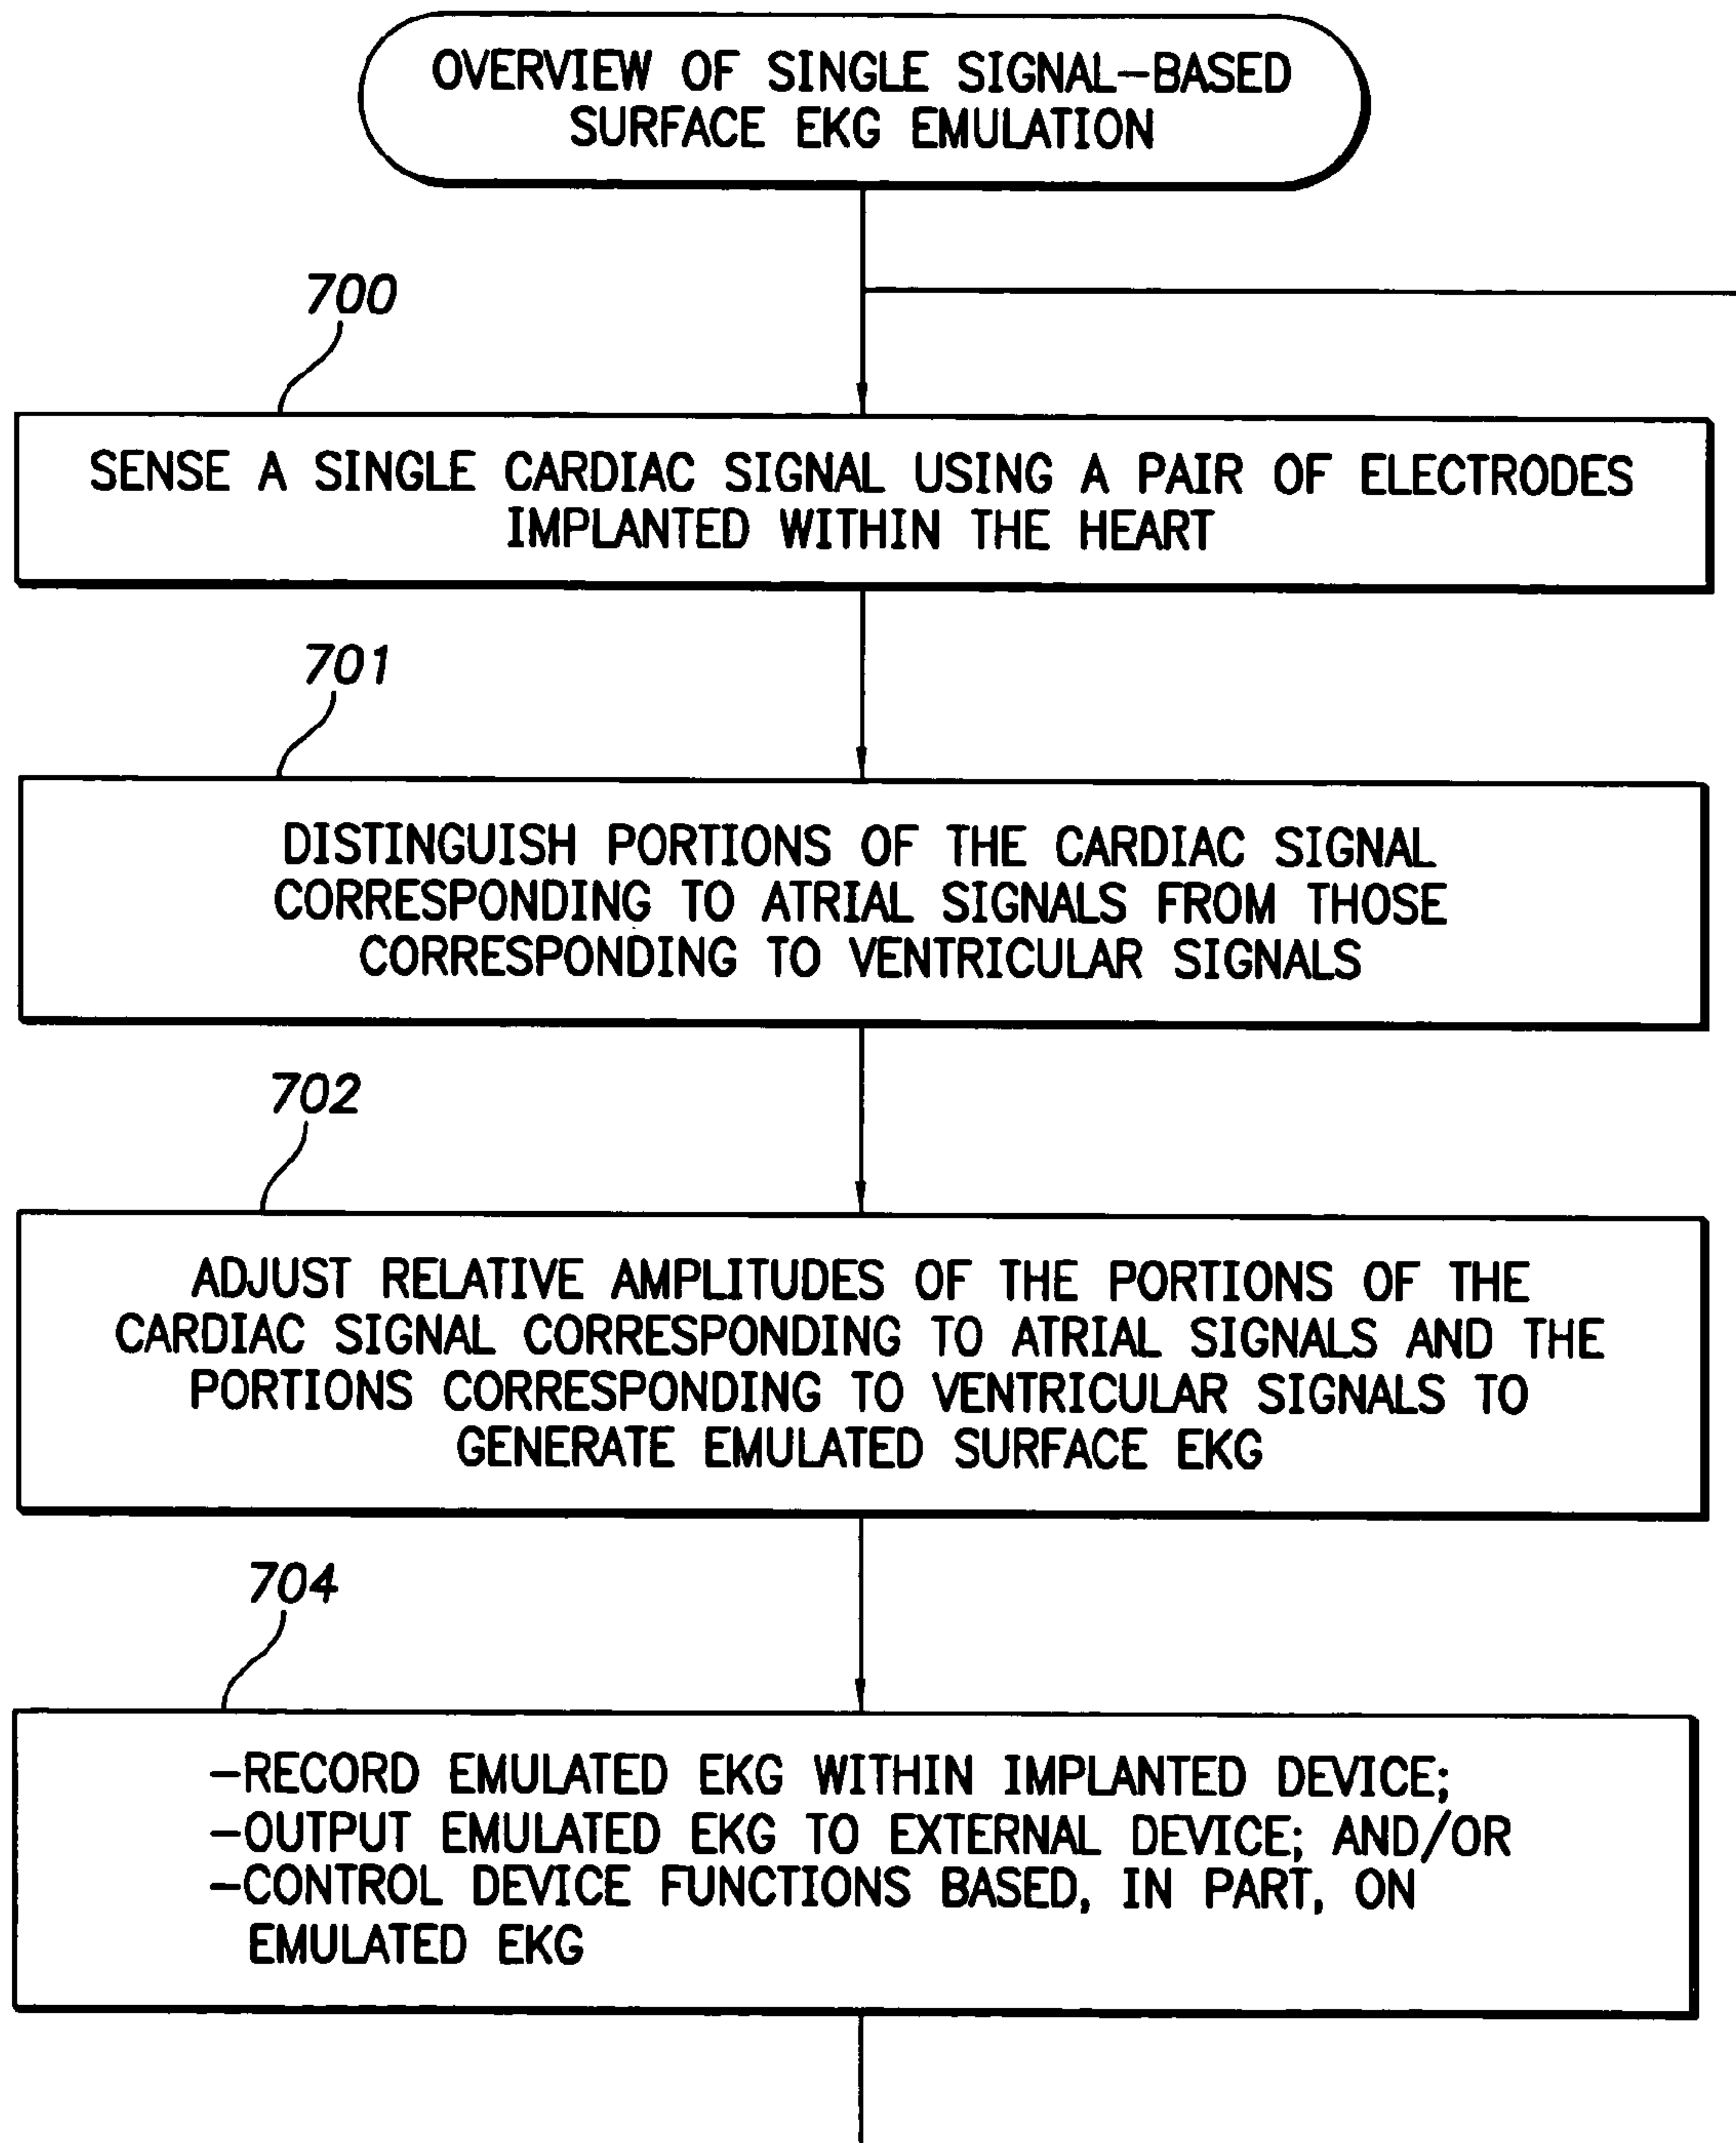 OVERVIEW OF SINGLE SIGNAL-BASED
SURFACE EKG EMULATION
700
SENSE A SINGLE CARDIAC SIGNAL USING A PAIR OF ELECTRODES
IMPLANTED WITHIN THE HEART
701
DISTINGUISH PORTIONS OF THE CARDIAC SIGNAL
CORRESPONDING TO ATRIAL SIGNALS FROM THOSE
CORRESPONDING TO VENTRICULAR SIGNALS
702
ADJUST RELATIVE AMPLITUDES OF THE PORTIONS OF THE
CARDIAC SIGNAL CORRESPONDING TO ATRIAL SIGNALS AND THE
PORTIONS CORRESPONDING TO VENTRICULAR SIGNALS TO
GENERATE EMULATED SURFACE EKG
704
-RECORD EMULATED EKG WITHIN IMPLANTED DEVICE;
-OUTPUT EMULATED EKG TO EXTERNAL DEVICE; AND/OR
-CONTROL DEVICE FUNCTIONS BASED, IN PART, ON
EMULATED EKG